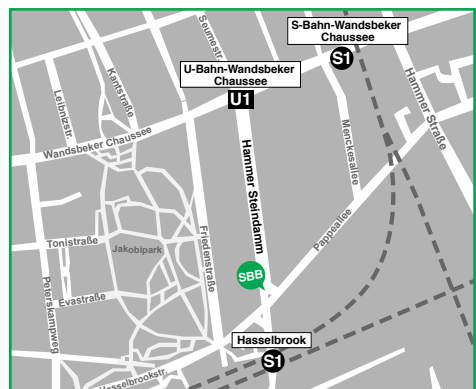 S-Bahn-Wandsbeker
Chaussee
S1
U-Bahn-Wandsbeker
Chaussee
U1
Seumestr.
Kantstraße
Leibnizstr.
Wandsbeker Chaussee
Hammer Straße
Menckesallee
Hammer Steindamm
Pappelallee
Friedenstraße
Tonistraße
Jakobipark
Evastraße
Peterskampweg
SBB
Hasselbrook
S1
Hasselbrookstr.